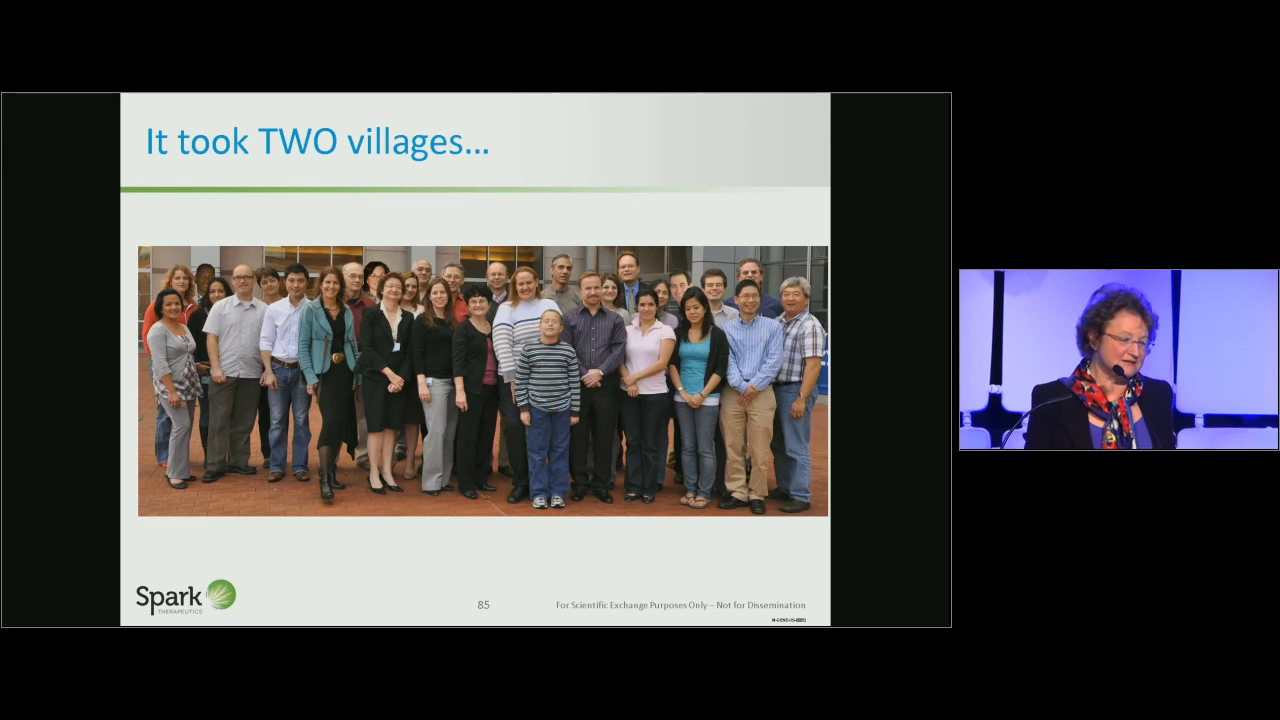 It took TWO villages...
Spark
THERAPEUTICS
85
For Scientific Exchange Purposes Only – Not for Dissemination